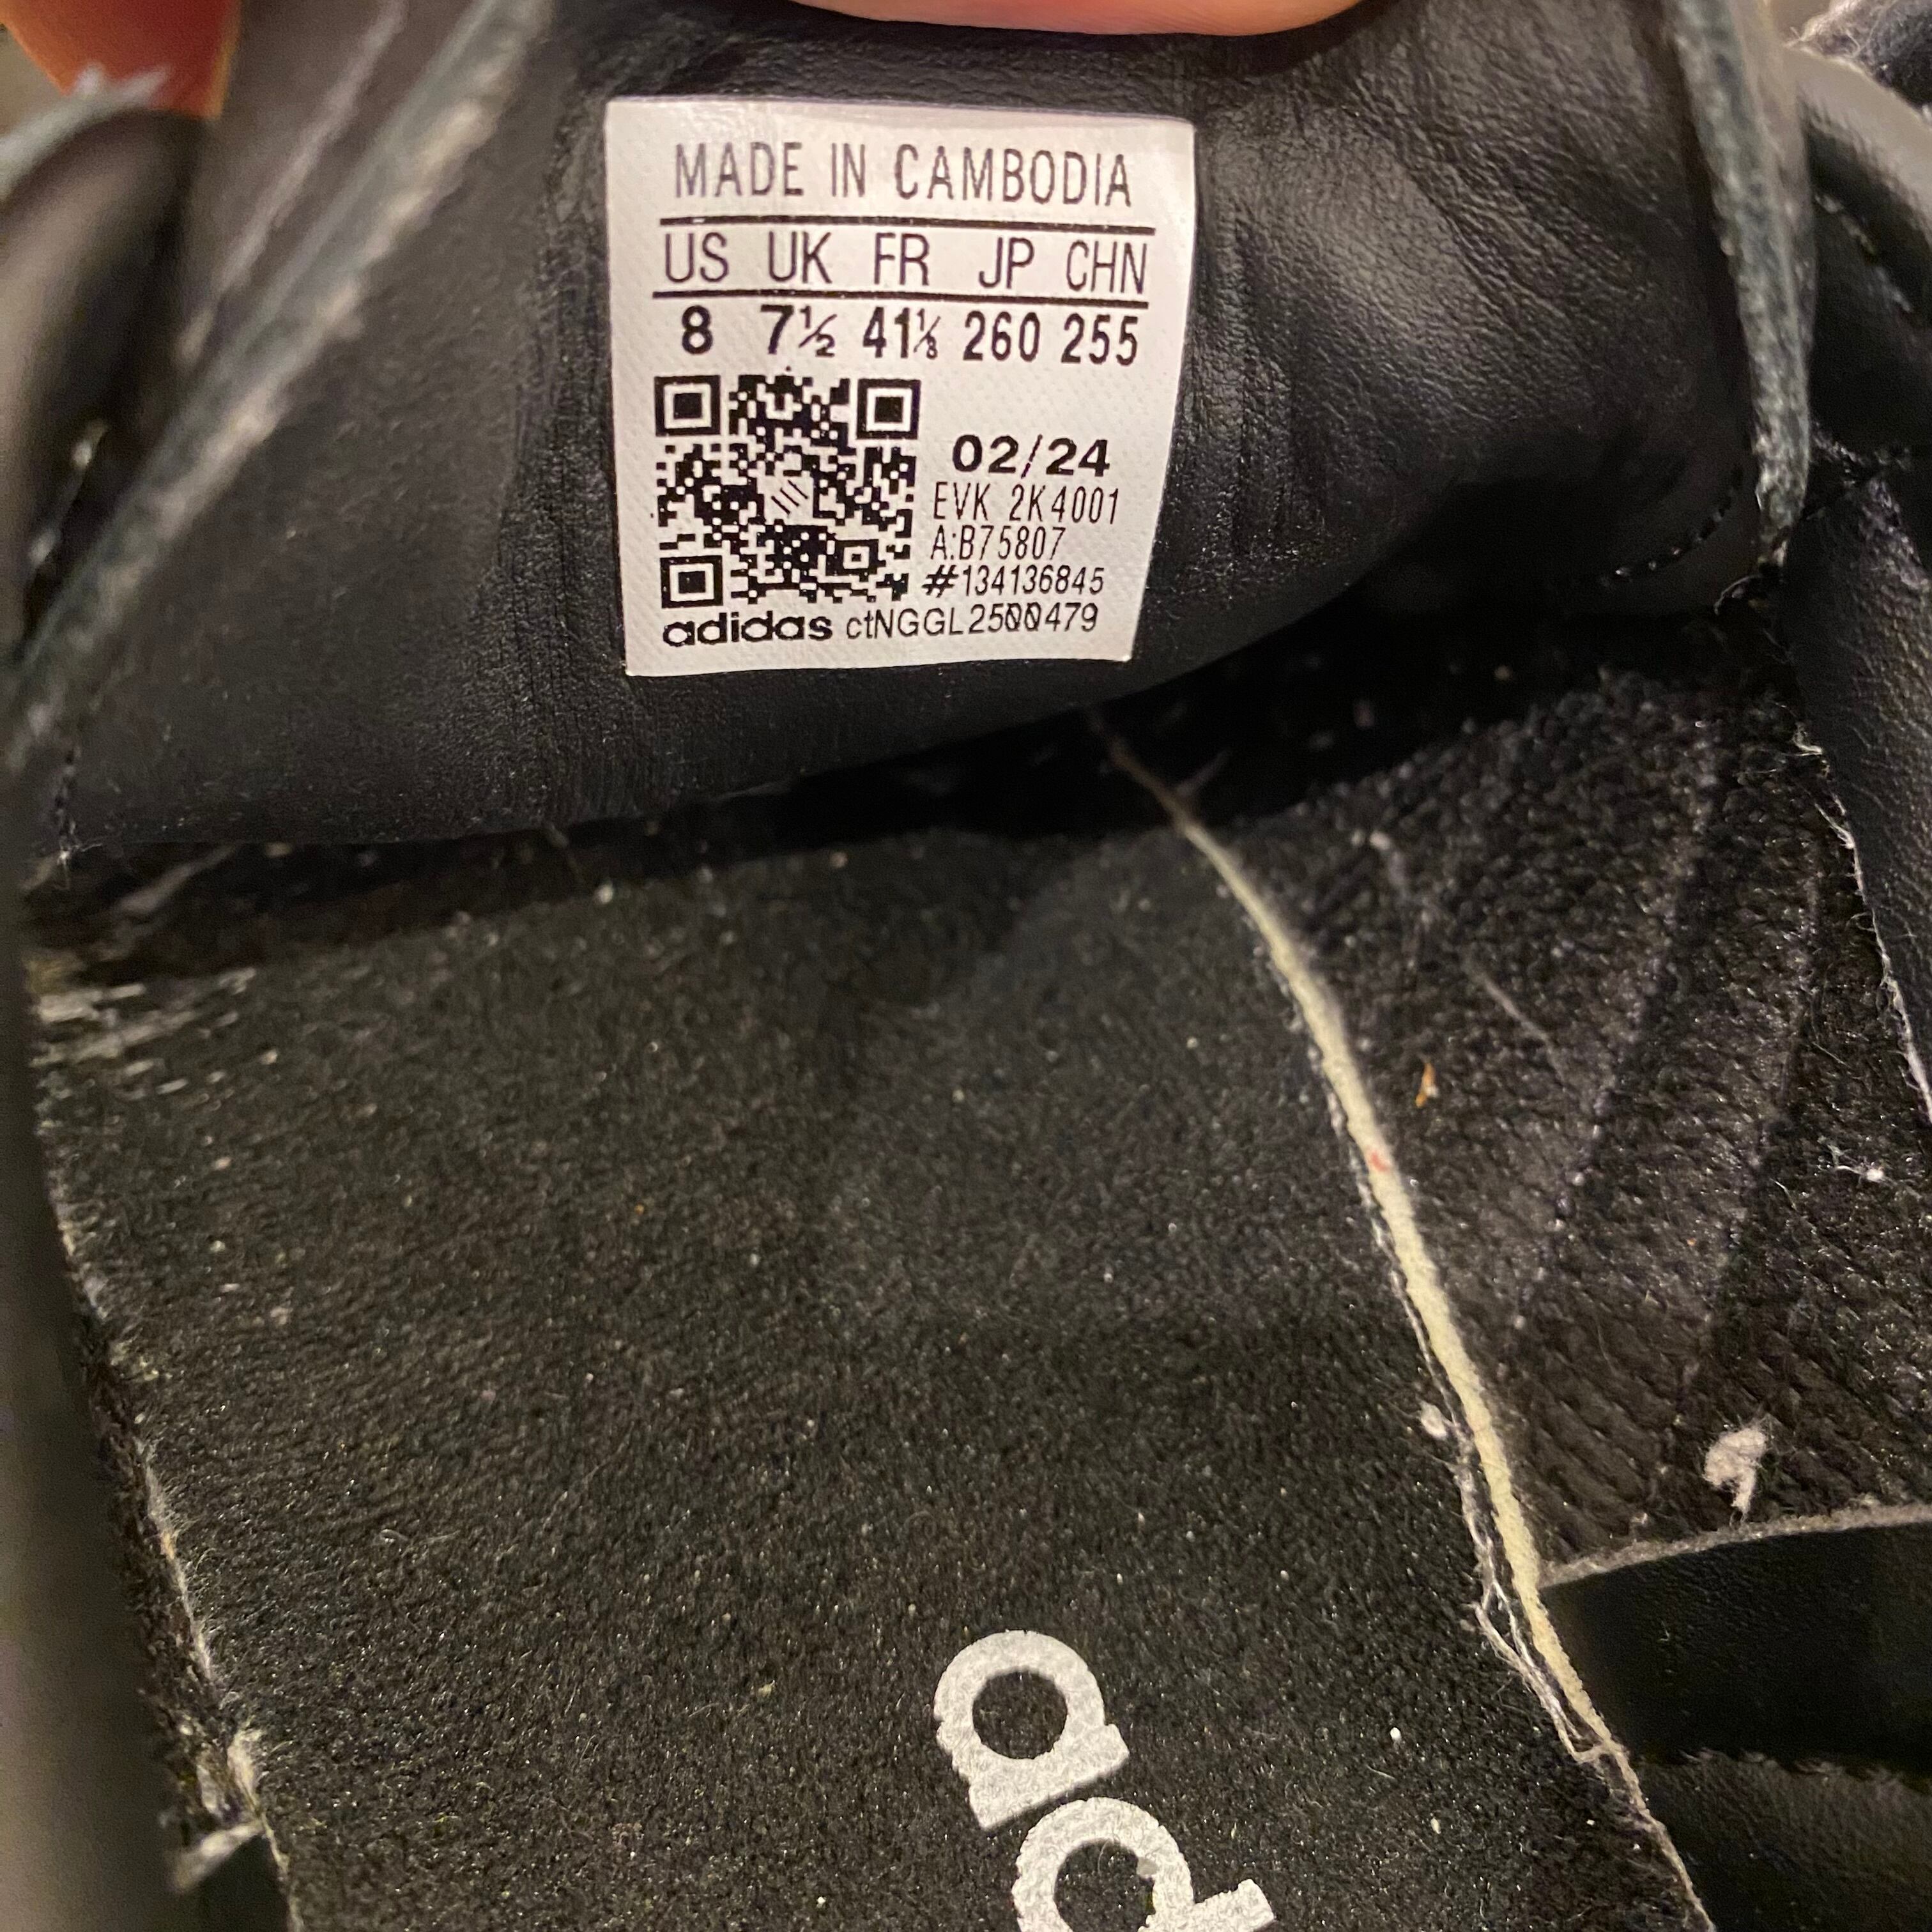 MADE IN CAMBODIA
US UK FR JP CHN
8 7½ 41⅓ 260 255
02/24
EVK 2K4001
A:B75807
#134136845
adidas ctNGGL2500479
ad